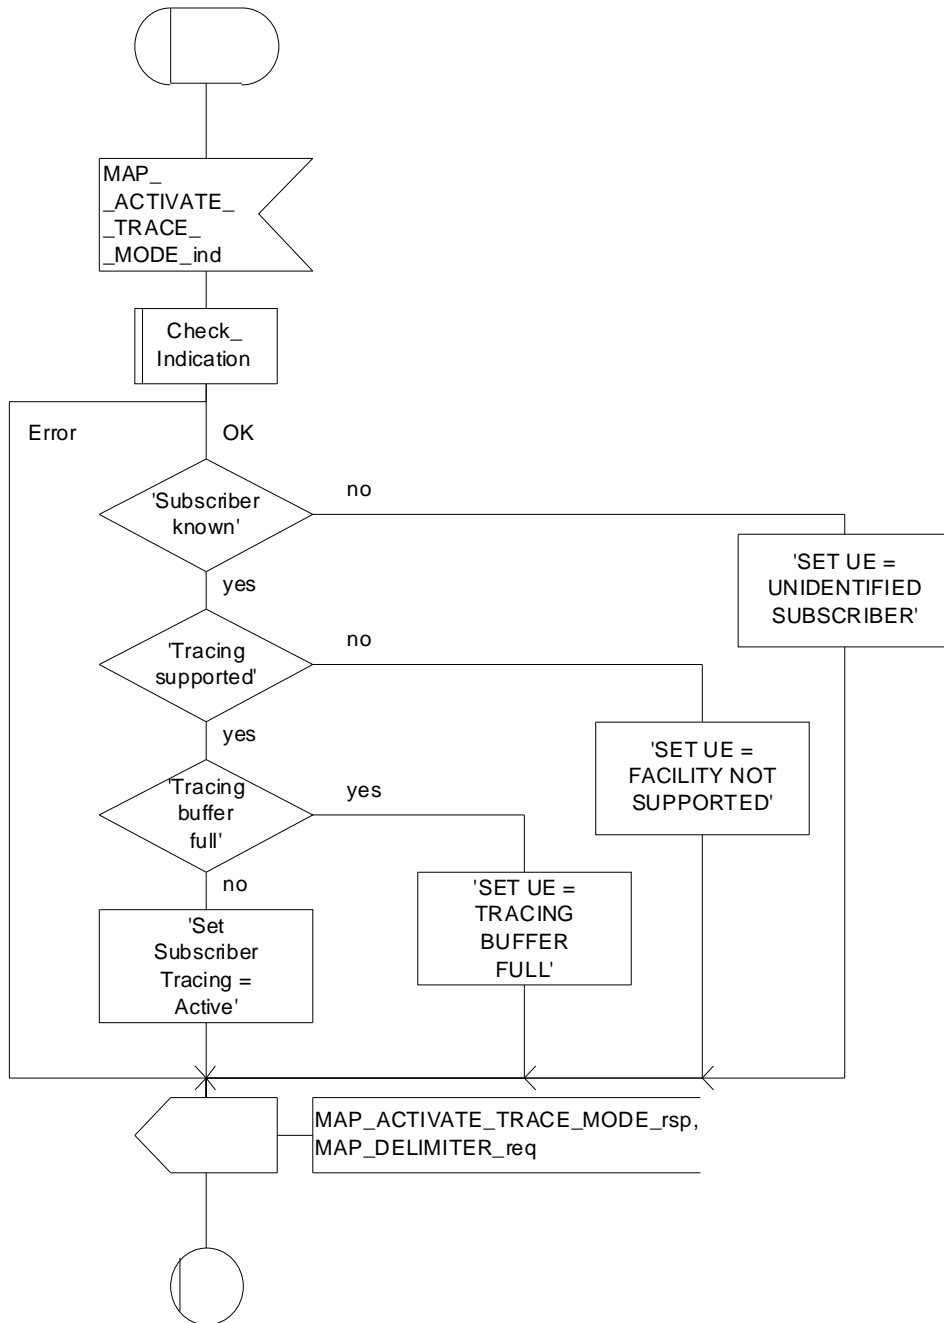 MAP_
_ACTIVATE_
_TRACE_
_MODE_ind
Check_
Indication
Error
OK
'Subscriber
known'
no
'SET UE =
UNIDENTIFIED
SUBSCRIBER'
yes
'Tracing
supported'
no
'SET UE =
FACILITY NOT
SUPPORTED'
yes
'Tracing
buffer
full'
yes
'SET UE =
TRACING
BUFFER
FULL'
no
'Set
Subscriber
Tracing =
Active'
MAP_ACTIVATE_TRACE_MODE_rsp,
MAP_DELIMITER_req